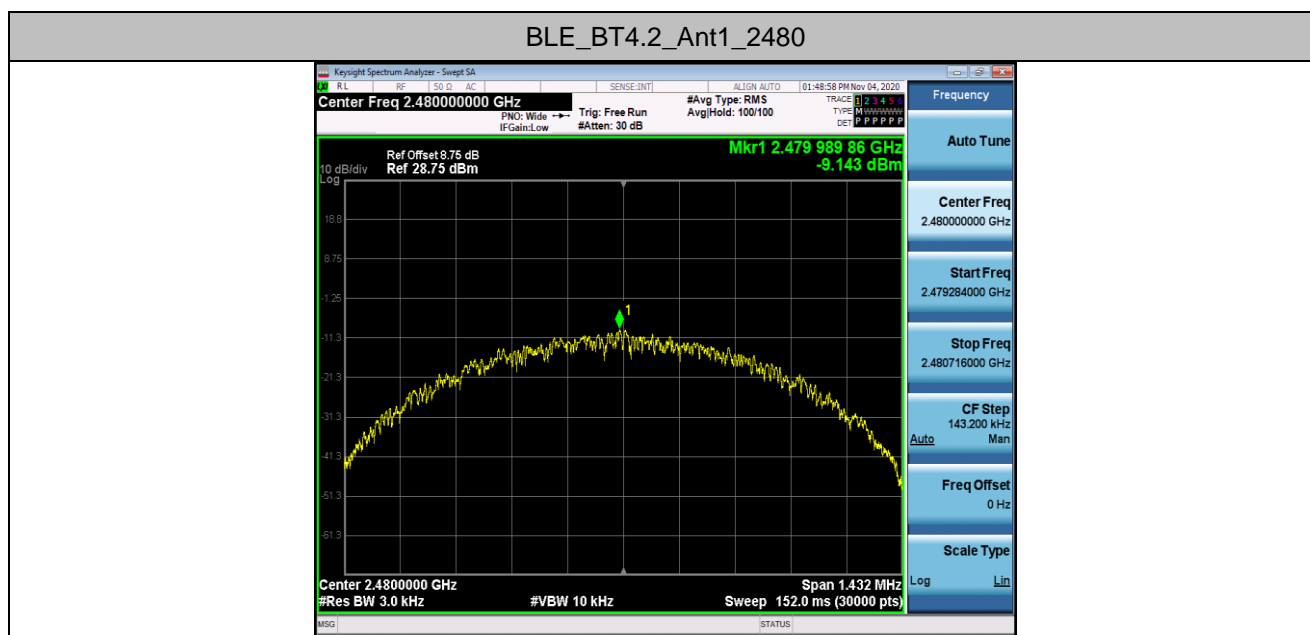 BLE_BT4.2_Ant1_2480
Keysight Spectrum Analyzer - Swept SA
RL RF 50 Ω AC SENSE:INT ALIGN AUTO 01:48:58 PM Nov 04, 2020
Center Freq 2.480000000 GHz
PNO: Wide
IFGain:Low
Trig: Free Run
#Atten: 30 dB
#Avg Type: RMS
Avg|Hold: 100/100
TRACE 1 2 3 4 5 6
TYPE M
DET P P P P P P
Ref Offset 8.75 dB
10 dB/div Ref 28.75 dBm
Log
Mkr1 2.479 989 86 GHz
-9.143 dBm
18.8
8.75
-1.25
-11.3
-21.3
-31.3
-41.3
-51.3
-61.3
1
Center 2.4800000 GHz Span 1.432 MHz
#Res BW 3.0 kHz #VBW 10 kHz Sweep 152.0 ms (30000 pts)
MSG STATUS
Frequency
Auto Tune
Center Freq
2.480000000 GHz
Start Freq
2.479284000 GHz
Stop Freq
2.480716000 GHz
CF Step
143.200 kHz
Auto Man
Freq Offset
0 Hz
Scale Type
Log Lin